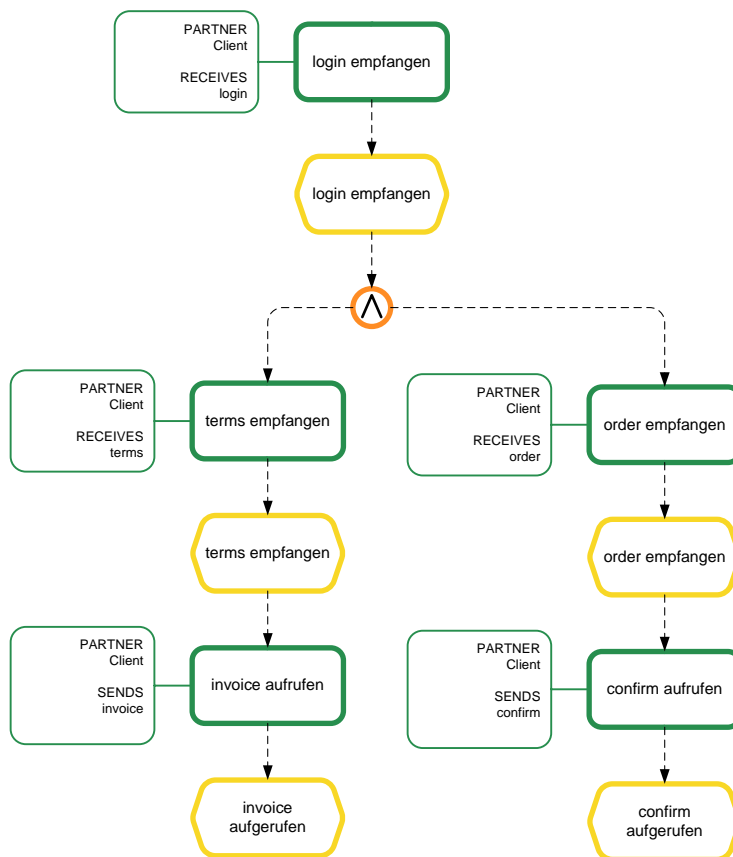 PARTNER
Client
RECEIVES
login
login empfangen
login empfangen
PARTNER
Client
RECEIVES
terms
terms empfangen
PARTNER
Client
RECEIVES
order
order empfangen
terms empfangen
order empfangen
PARTNER
Client
SENDS
invoice
invoice aufrufen
PARTNER
Client
SENDS
confirm
confirm aufrufen
invoice
aufgerufen
confirm
aufgerufen